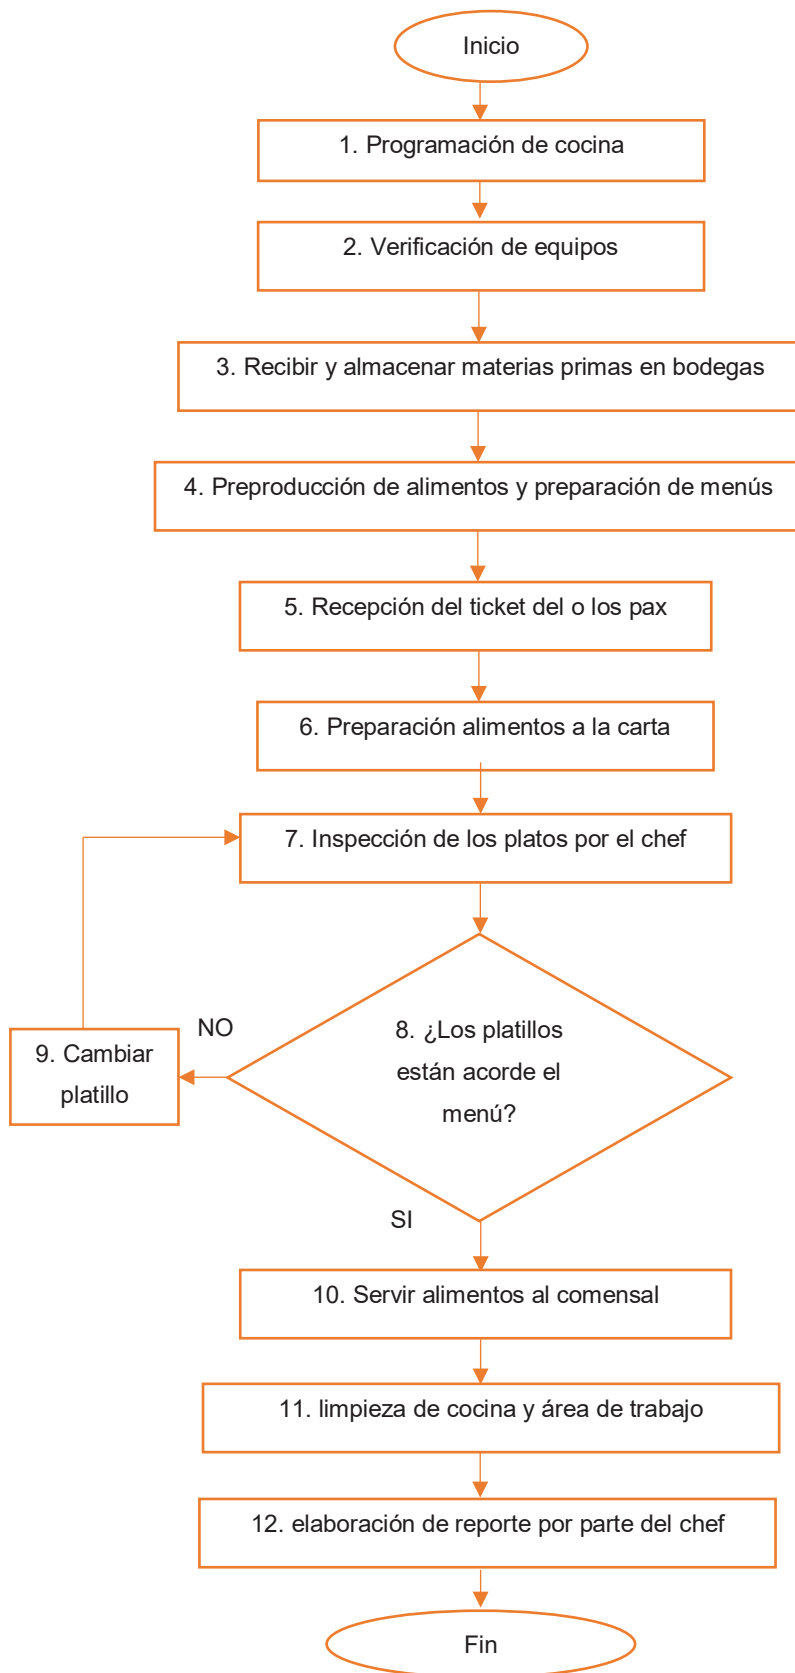 Inicio
1. Programación de cocina
2. Verificación de equipos
3. Recibir y almacenar materias primas en bodegas
4. Preproducción de alimentos y preparación de menús
5. Recepción del ticket del o los pax
6. Preparación alimentos a la carta
7. Inspección de los platos por el chef
8. ¿Los platillos
están acorde el
menú?
NO
9. Cambiar
platillo
SI
10. Servir alimentos al comensal
11. limpieza de cocina y área de trabajo
12. elaboración de reporte por parte del chef
Fin